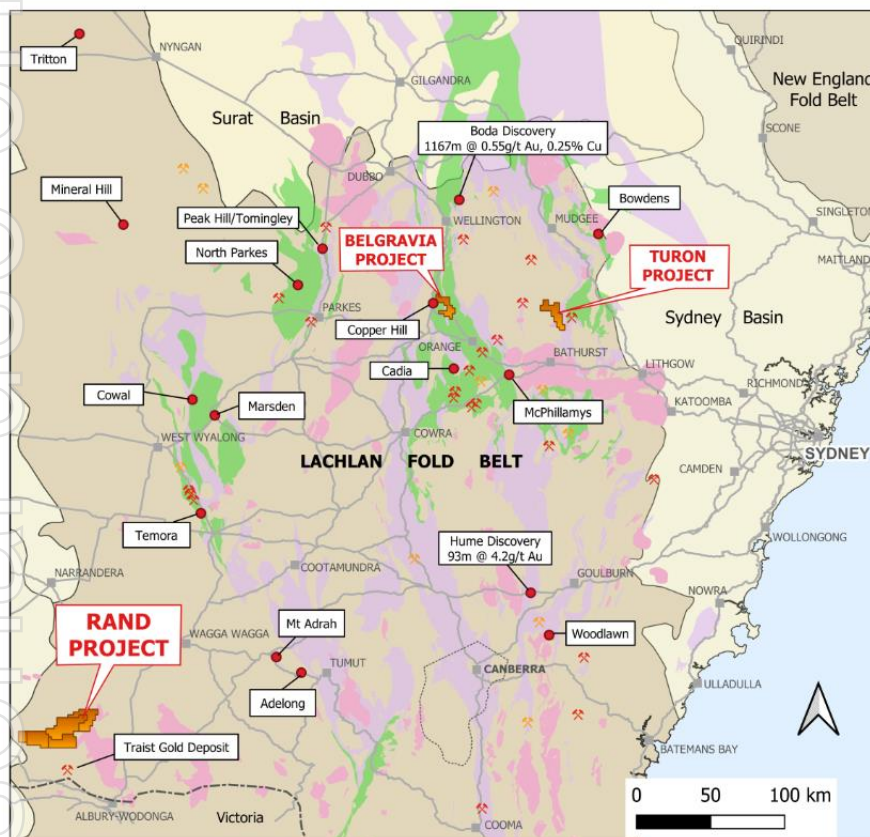 Tritton
NYNGAN
QUIRINDI
GILGANDRA
New England
Fold Belt
Surat Basin
SCONE
Boda Discovery
1167m @ 0.55g/t Au, 0.25% Cu
DUBBO
Mineral Hill
Bowdens
Peak Hill/Tomingley
WELLINGTON
MUDGEE
SINGLETON
BELGRAVIA
PROJECT
North Parkes
TURON
PROJECT
MAITLAND
PARKES
Copper Hill
Sydney Basin
ORANGE
BATHURST
LITHGOW
Cadia
RICHMOND
Cowal
McPhillamys
Marsden
KATOOMBA
WEST WYALONG
COWRA
SYDNEY
LACHLAN FOLD BELT
CAMDEN
Temora
WOLLONGONG
Hume Discovery
93m @ 4.2g/t Au
COOTAMUNDRA
GOULBURN
NARRANDERA
NOWRA
RAND
PROJECT
WAGGA WAGGA
Mt Adrah
Woodlawn
TUMUT
CANBERRA
ULLADULLA
Adelong
Traist Gold Deposit
BATEMANS BAY
0 50 100 km
ALBURY-WODONGA
Victoria
COOMA